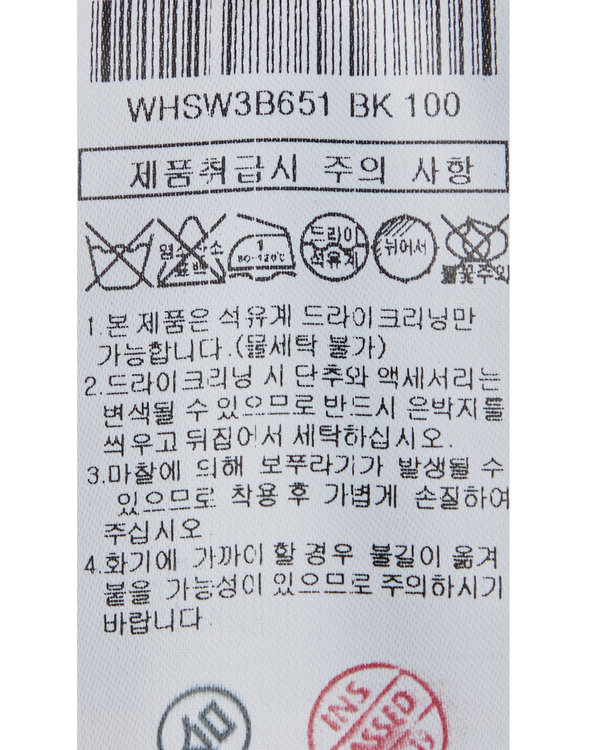 WHSW3B651 BK 100
제품취급시 주의 사항
염소산소
표백
1
80-120℃
드라이
석유계
뉘어서
불꽃주의
1.본 제품은 석유계 드라이크리닝만
가능합니다.(물세탁 불가)
2.드라이크리닝 시 단추와 액세서리는
변색될 수 있으므로 반드시 은박지를
씌우고 뒤집어서 세탁하십시오.
3.마찰에 의해 보푸라기가 발생될 수
있으므로 착용 후 가볍게 손질하여
주십시오
4.화기에 가까이 할 경우 불길이 옮겨
붙을 가능성이 있으므로 주의하시기
바랍니다
INS